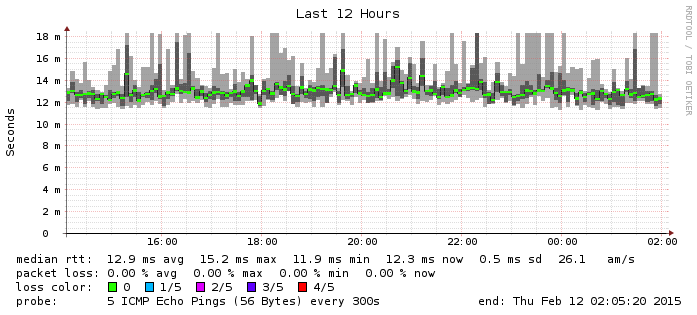 Last 12 Hours
RRDTOOL / TOBI OETIKER
Seconds
18 m
16 m
14 m
12 m
10 m
8 m
6 m
4 m
2 m
0
16:00 18:00 20:00 22:00 00:00 02:00
median rtt: 12.9 ms avg 15.2 ms max 11.9 ms min 12.3 ms now 0.5 ms sd 26.1 am/s
packet loss: 0.00 % avg 0.00 % max 0.00 % min 0.00 % now
loss color: 0 1/5 2/5 3/5 4/5
probe: 5 ICMP Echo Pings (56 Bytes) every 300s end: Thu Feb 12 02:05:20 2015